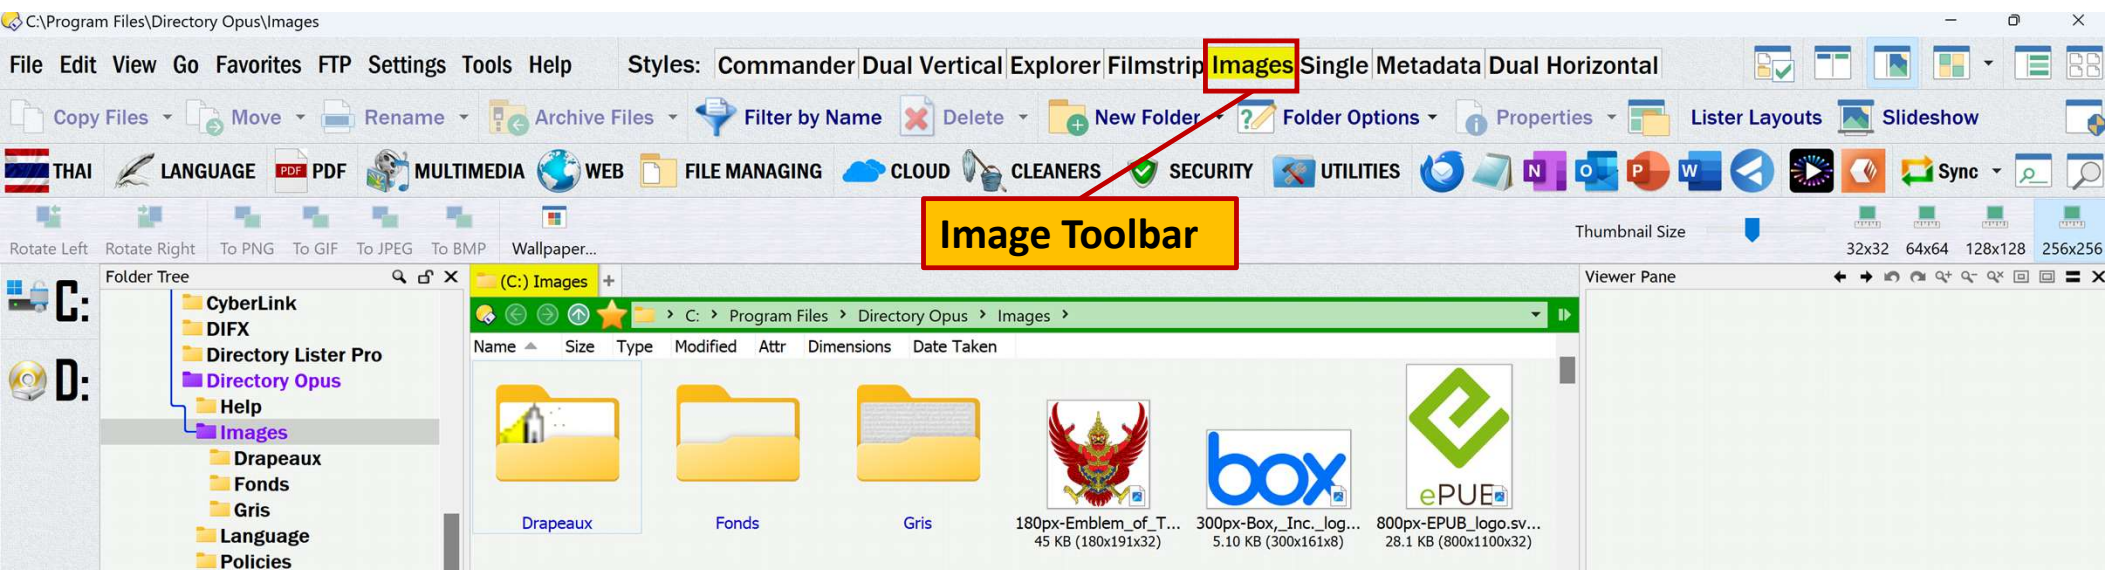 C:\Program Files\Directory Opus\Images
File Edit View Go Favorites FTP Settings Tools Help Styles: Commander Dual Vertical Explorer Filmstrip Images Single Metadata Dual Horizontal
Copy Files Move Rename Archive Files Filter by Name Delete New Folder Folder Options Properties Lister Layouts Slideshow
THAI LANGUAGE PDF PDF MULTIMEDIA WEB FILE MANAGING CLOUD CLEANERS SECURITY UTILITIES N O P W Sync
Image Toolbar
Thumbnail Size
Rotate Left Rotate Right To PNG To GIF To JPEG To BMP Wallpaper... 32x32 64x64 128x128 256x256
Folder Tree (C:) Images + Viewer Pane
C:
D:
CyberLink
DIFX
Directory Lister Pro
Directory Opus
Help
Images
Drapeaux
Fonds
Gris
Language
Policies
C: > Program Files > Directory Opus > Images >
Name Size Type Modified Attr Dimensions Date Taken
box
ePUB
Drapeaux Fonds Gris 180px-Emblem_of_T... 300px-Box,_Inc._log... 800px-EPUB_logo.sv...
45 KB (180x191x32) 5.10 KB (300x161x8) 28.1 KB (800x1100x32)